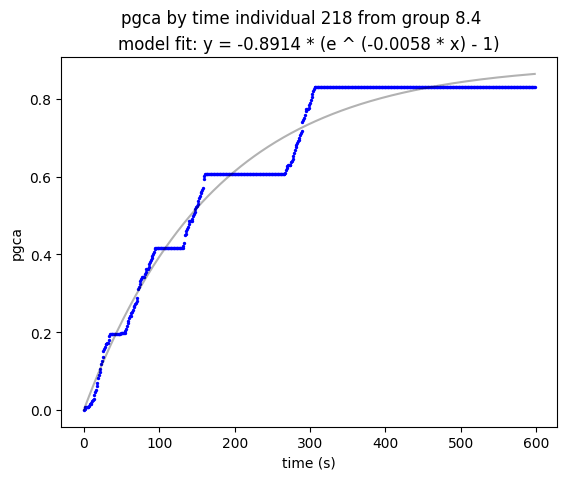 pgca by time individual 218 from group 8.4
model fit: y = -0.8914 * (e ^ (-0.0058 * x) - 1)
0.8
0.6
0.4
0.2
0.0
pgca
0 100 200 300 400 500 600
time (s)